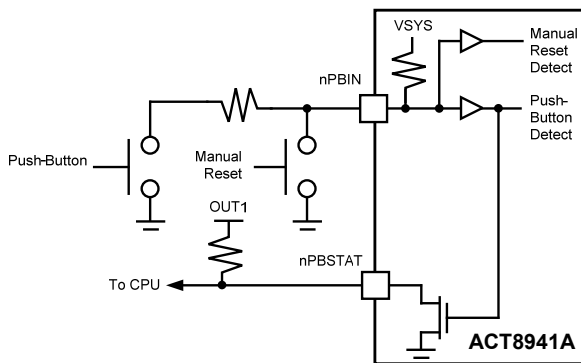 VSYS
Manual
Reset
Detect
nPBIN
Push-
Button
Detect
Push-Button
Manual
Reset
OUT1
nPBSTAT
To CPU
ACT8941A